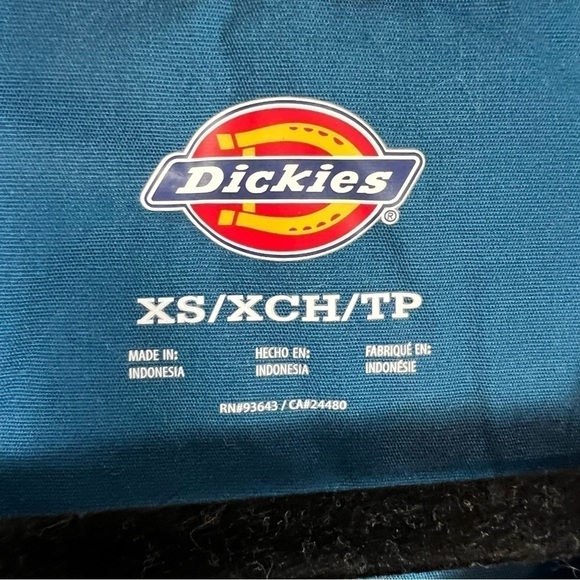 Dickies®
XS/XCH/TP
MADE IN: HECHO EN: FABRIQUÉ EN:
INDONESIA INDONESIA INDONÉSIE
RN#93643 / CA#24480